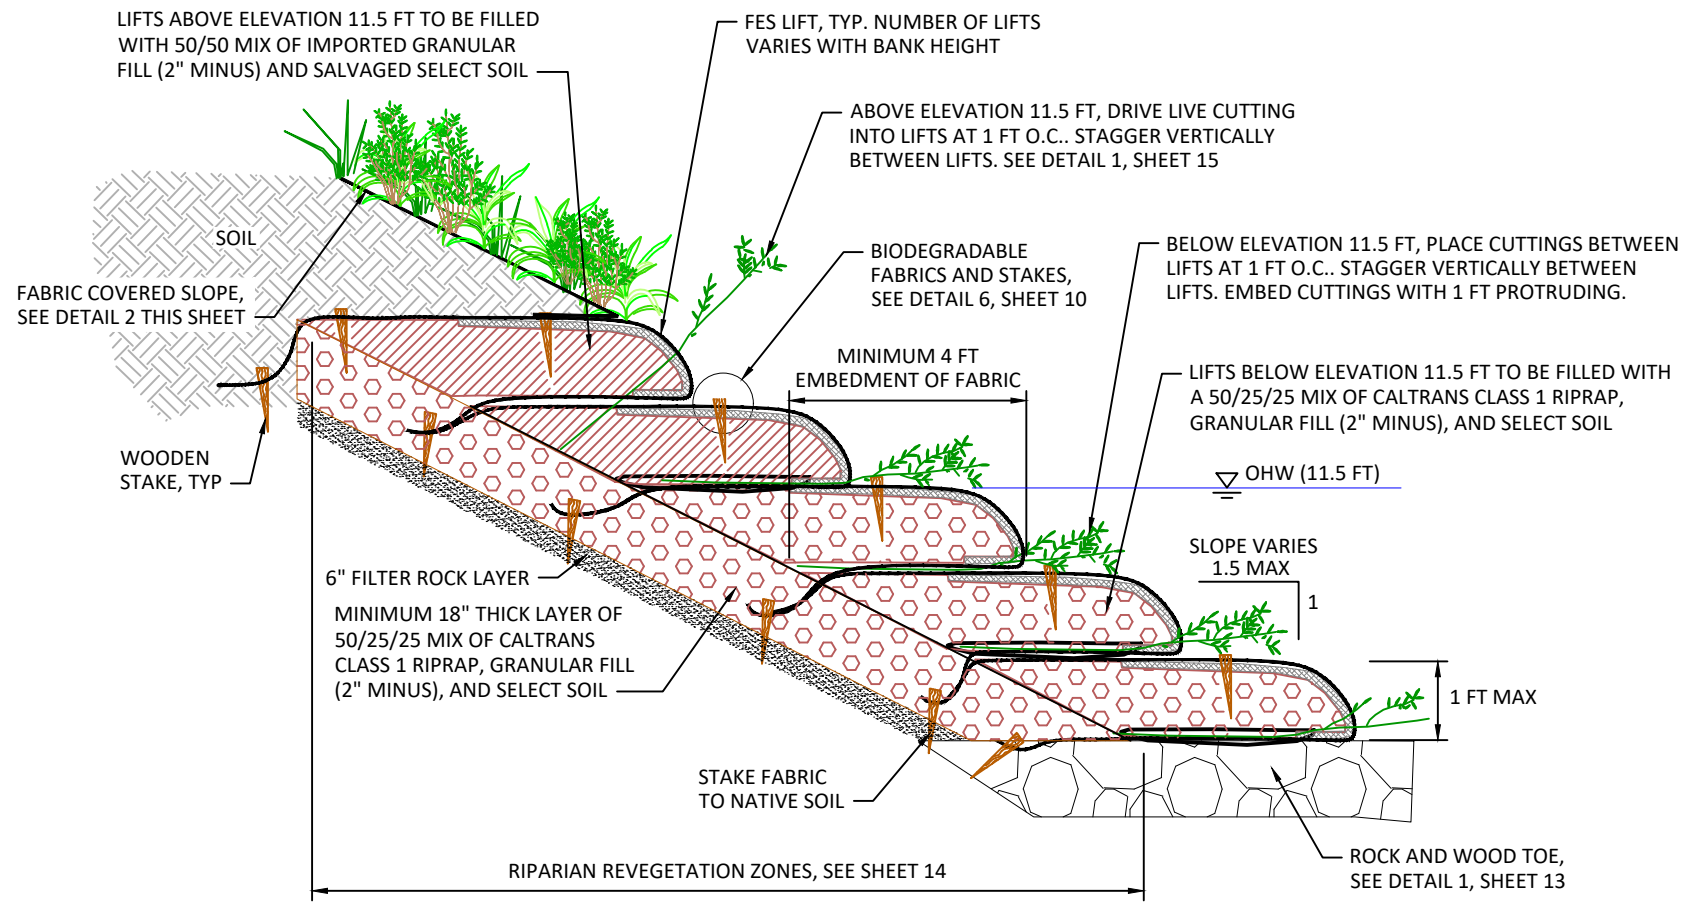 LIFTS ABOVE ELEVATION 11.5 FT TO BE FILLED
WITH 50/50 MIX OF IMPORTED GRANULAR
FILL (2" MINUS) AND SALVAGED SELECT SOIL
FES LIFT, TYP. NUMBER OF LIFTS
VARIES WITH BANK HEIGHT
ABOVE ELEVATION 11.5 FT, DRIVE LIVE CUTTING
INTO LIFTS AT 1 FT O.C.. STAGGER VERTICALLY
BETWEEN LIFTS. SEE DETAIL 1, SHEET 15
SOIL
BIODEGRADABLE
FABRICS AND STAKES,
SEE DETAIL 6, SHEET 10
BELOW ELEVATION 11.5 FT, PLACE CUTTINGS BETWEEN
LIFTS AT 1 FT O.C.. STAGGER VERTICALLY BETWEEN
LIFTS. EMBED CUTTINGS WITH 1 FT PROTRUDING.
FABRIC COVERED SLOPE,
SEE DETAIL 2 THIS SHEET
MINIMUM 4 FT
EMBEDMENT OF FABRIC
LIFTS BELOW ELEVATION 11.5 FT TO BE FILLED WITH
A 50/25/25 MIX OF CALTRANS CLASS 1 RIPRAP,
GRANULAR FILL (2" MINUS), AND SELECT SOIL
WOODEN
STAKE, TYP
OHW (11.5 FT)
SLOPE VARIES
1.5 MAX
1
6" FILTER ROCK LAYER
MINIMUM 18" THICK LAYER OF
50/25/25 MIX OF CALTRANS
CLASS 1 RIPRAP, GRANULAR FILL
(2" MINUS), AND SELECT SOIL
1 FT MAX
STAKE FABRIC
TO NATIVE SOIL
RIPARIAN REVEGETATION ZONES, SEE SHEET 14
ROCK AND WOOD TOE,
SEE DETAIL 1, SHEET 13